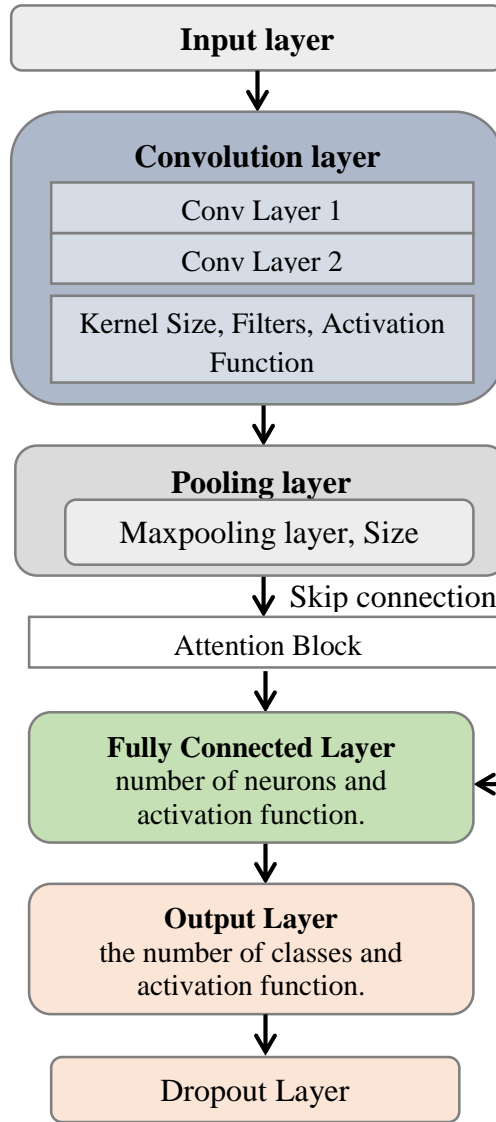 Input layer
Convolution layer
Conv Layer 1
Conv Layer 2
Kernel Size, Filters, Activation
Function
Pooling layer
Maxpooling layer, Size
Skip connection
Attention Block
Fully Connected Layer
number of neurons and
activation function.
Output Layer
the number of classes and
activation function.
Dropout Layer